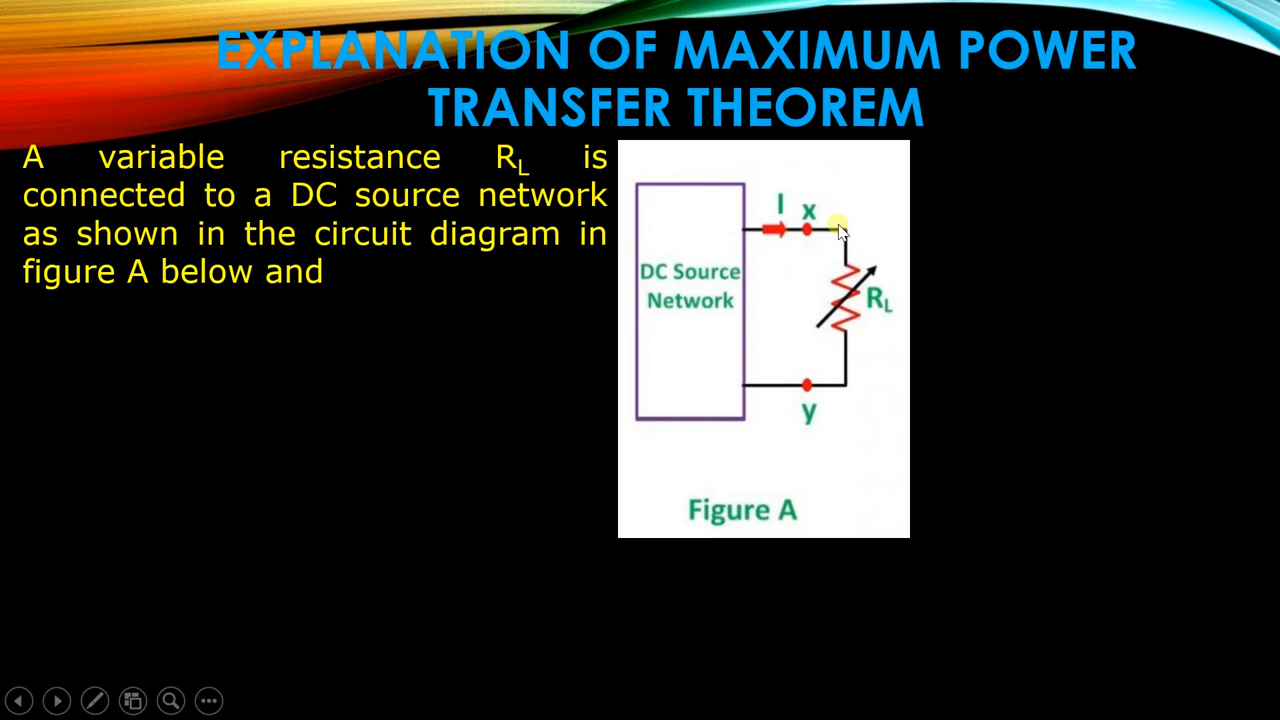 EXPLANATION OF MAXIMUM POWER
TRANSFER THEOREM
A variable resistance RL is
connected to a DC source network
as shown in the circuit diagram in
figure A below and
I
x
DC Source
Network
RL
y
Figure A